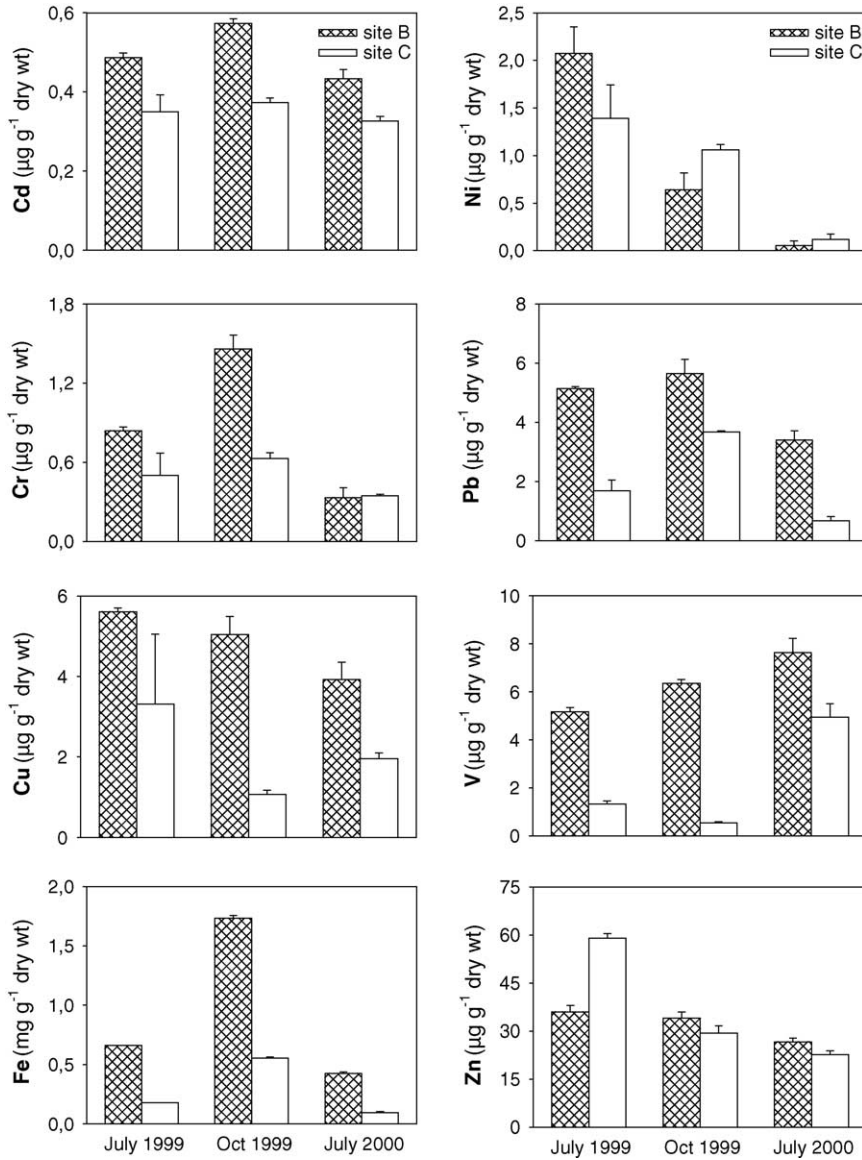 Cd (µg g⁻¹ dry wt)
0,6
0,4
0,2
0,0
site B
site C
Ni (µg g⁻¹ dry wt)
2,5
2,0
1,5
1,0
0,5
0,0
site B
site C
Cr (µg g⁻¹ dry wt)
1,8
1,2
0,6
0,0
Pb (µg g⁻¹ dry wt)
8
6
4
2
0
Cu (µg g⁻¹ dry wt)
6
4
2
0
V (µg g⁻¹ dry wt)
10
8
6
4
2
0
Fe (mg g⁻¹ dry wt)
2,0
1,5
1,0
0,5
0,0
July 1999 Oct 1999 July 2000
Zn (µg g⁻¹ dry wt)
75
60
45
30
15
0
July 1999 Oct 1999 July 2000